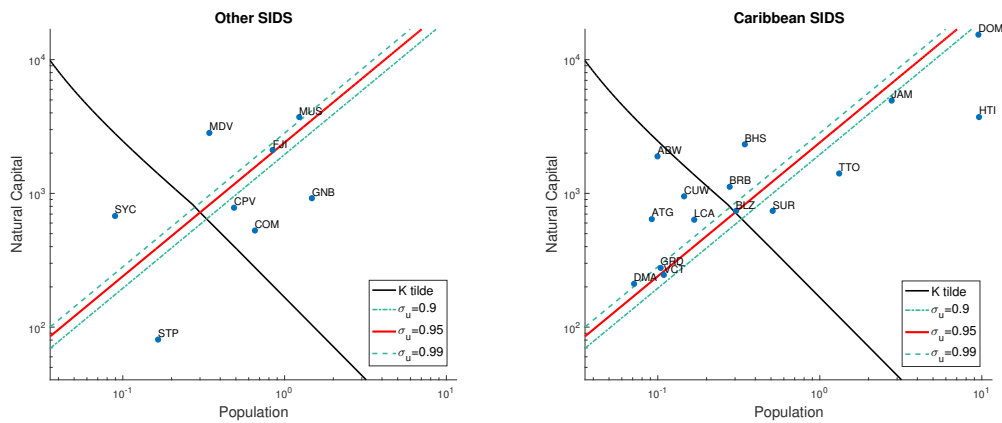 Other SIDS
Natural Capital
10^4
10^3
10^2
MUS
MDV
FJI
GNB
CPV
SYC
COM
STP
K tilde
σ_u=0.9
σ_u=0.95
σ_u=0.99
10^-1
10^0
10^1
Population
Caribbean SIDS
Natural Capital
10^4
10^3
10^2
DOM
JAM
HTI
BHS
ABW
TTO
BRB
CUW
BLZ
SUR
ATG
LCA
GRD
VCT
DMA
K tilde
σ_u=0.9
σ_u=0.95
σ_u=0.99
10^-1
10^0
10^1
Population